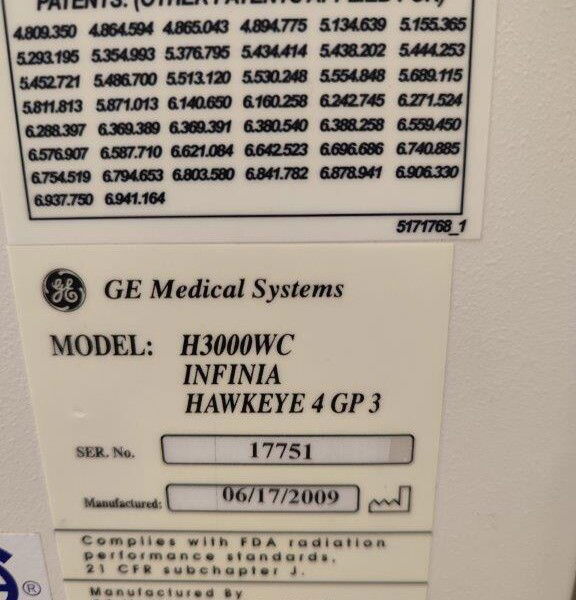 PATENTS: (OTHER PATENTS APPLIED FOR)
4.809.350 4.864.594 4.865.043 4.894.775 5.134.639 5.155.365
5.293.195 5.354.993 5.376.795 5.434.414 5.438.202 5.444.253
5.452.721 5.486.700 5.513.120 5.530.248 5.554.848 5.689.115
5.811.813 5.871.013 6.140.650 6.160.258 6.242.745 6.271.524
6.288.397 6.369.389 6.369.391 6.380.540 6.388.258 6.559.450
6.576.907 6.587.710 6.621.084 6.642.523 6.696.686 6.740.885
6.754.519 6.794.653 6.803.580 6.841.782 6.878.941 6.906.330
6.937.750 6.941.164
5171768_1
GE GE Medical Systems
MODEL: H3000WC
INFINIA
HAWKEYE 4 GP 3
SER. No. 17751
Manufactured: 06/17/2009
Complies with FDA radiation
performance standards,
21 CFR subchapter J.
Manufactured By
®